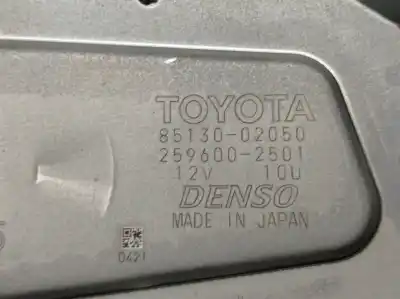 TOYOTA
85130-02050
259600-2501
12V 10U
DENSO
MADE IN JAPAN
0421